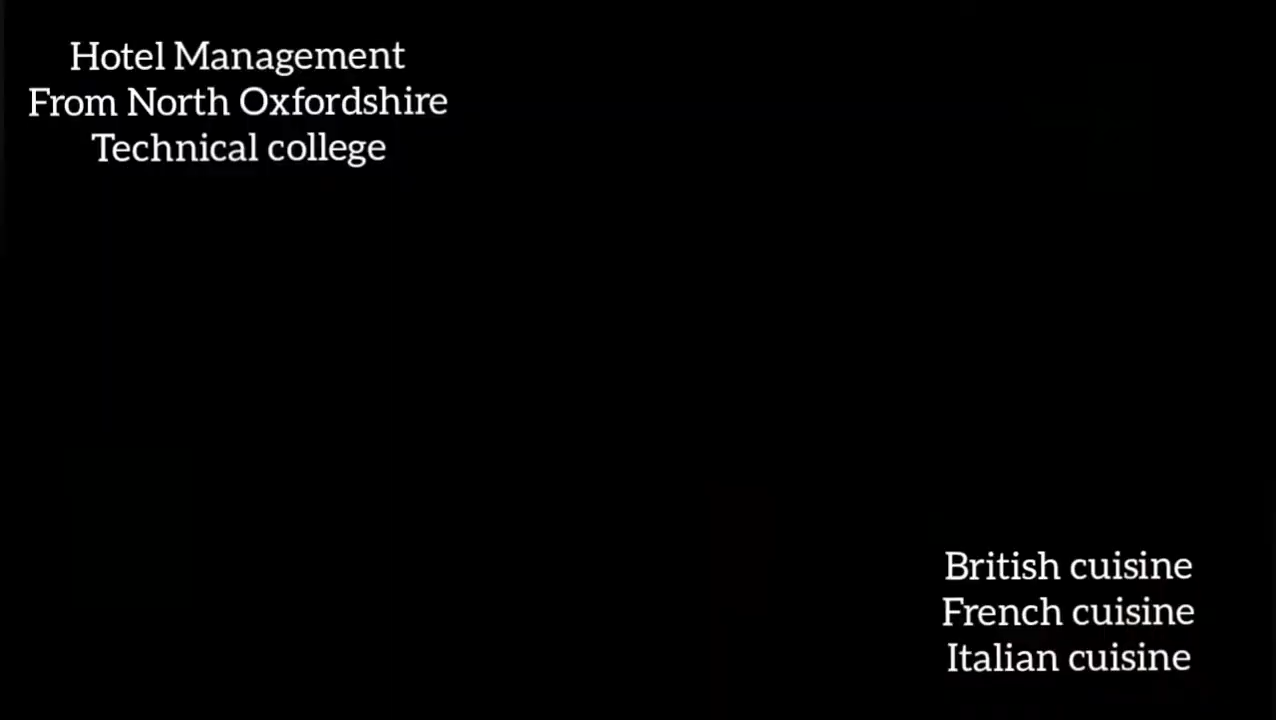 Hotel Management
From North Oxfordshire
Technical college
British cuisine
French cuisine
Italian cuisine